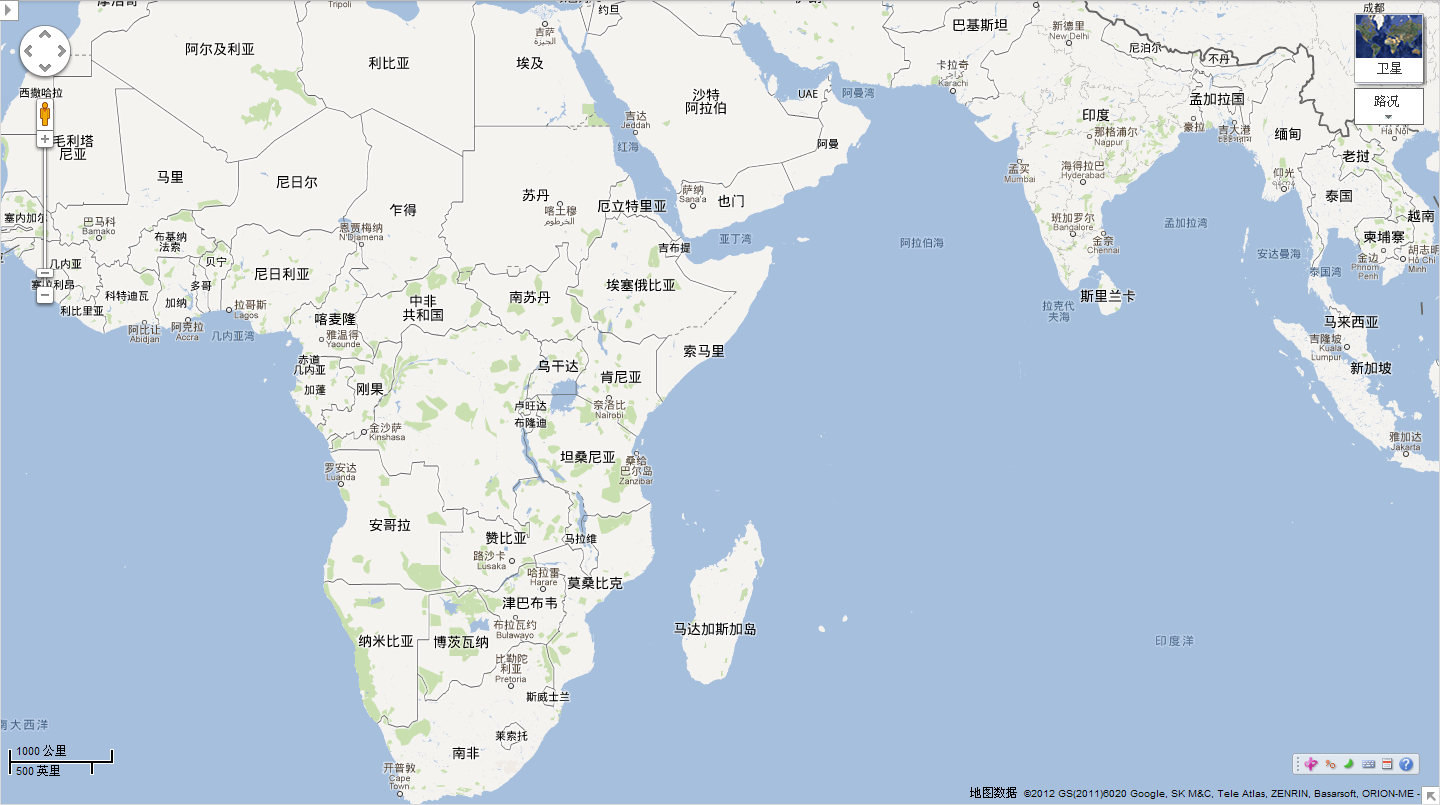 摩洛哥
Tripoli
约旦
成都
阿尔及利亚
利比亚
吉萨
الجيزة
埃及
巴基斯坦
新德里
New Delhi
尼泊尔
不丹
卫星
西撒哈拉
沙特
阿拉伯
UAE
阿曼湾
卡拉奇
كراچی
Karachi
孟加拉国
路况
毛利塔
尼亚
吉达
Jeddah
红海
阿曼
印度
那格浦尔
Nagpur
豪拉
吉大港
缅甸
Hà Nội
老挝
马里
尼日尔
乍得
苏丹
喀土穆
الخرطوم
厄立特里亚
萨纳
Sana'a
也门
孟买
Mumbai
海得拉巴
Hyderabad
仰光
泰国
塞内加尔
巴马科
Bamako
布基纳
法索
恩贾梅纳
N'Djamena
吉布提
亚丁湾
阿拉伯海
班加罗尔
Bangalore
金奈
Chennai
孟加拉湾
安达曼海
越南
柬埔寨
金边
Phnom
Penh
胡志明
Hồ Chí
Minh
泰国湾
几内亚
贝宁
尼日利亚
多哥
科特迪瓦
加纳
利比里亚
阿比让
Abidjan
阿克拉
Accra
拉哥斯
Lagos
几内亚湾
中非
共和国
南苏丹
埃塞俄比亚
喀麦隆
雅温得
Yaounde
拉克代
夫海
斯里兰卡
马来西亚
吉隆坡
Kuala
Lumpur
新加坡
赤道
几内亚
加蓬
刚果
乌干达
肯尼亚
索马里
卢旺达
布隆迪
奈洛比
Nairobi
金沙萨
Kinshasa
雅加达
Jakarta
罗安达
Luanda
坦桑尼亚
桑给
巴尔岛
Zanzibar
安哥拉
赞比亚
路沙卡
Lusaka
马拉维
哈拉雷
Harare
莫桑比克
津巴布韦
布拉瓦约
Bulawayo
马达加斯加岛
纳米比亚
博茨瓦纳
比勒陀
利亚
Pretoria
斯威士兰
印度洋
南大西洋
莱索托
南非
开普敦
Cape
Town
1000 公里
500 英里
地图数据 ©2012 GS(2011)6020 Google, SK M&C, Tele Atlas, ZENRIN, Basarsoft, ORION-ME -